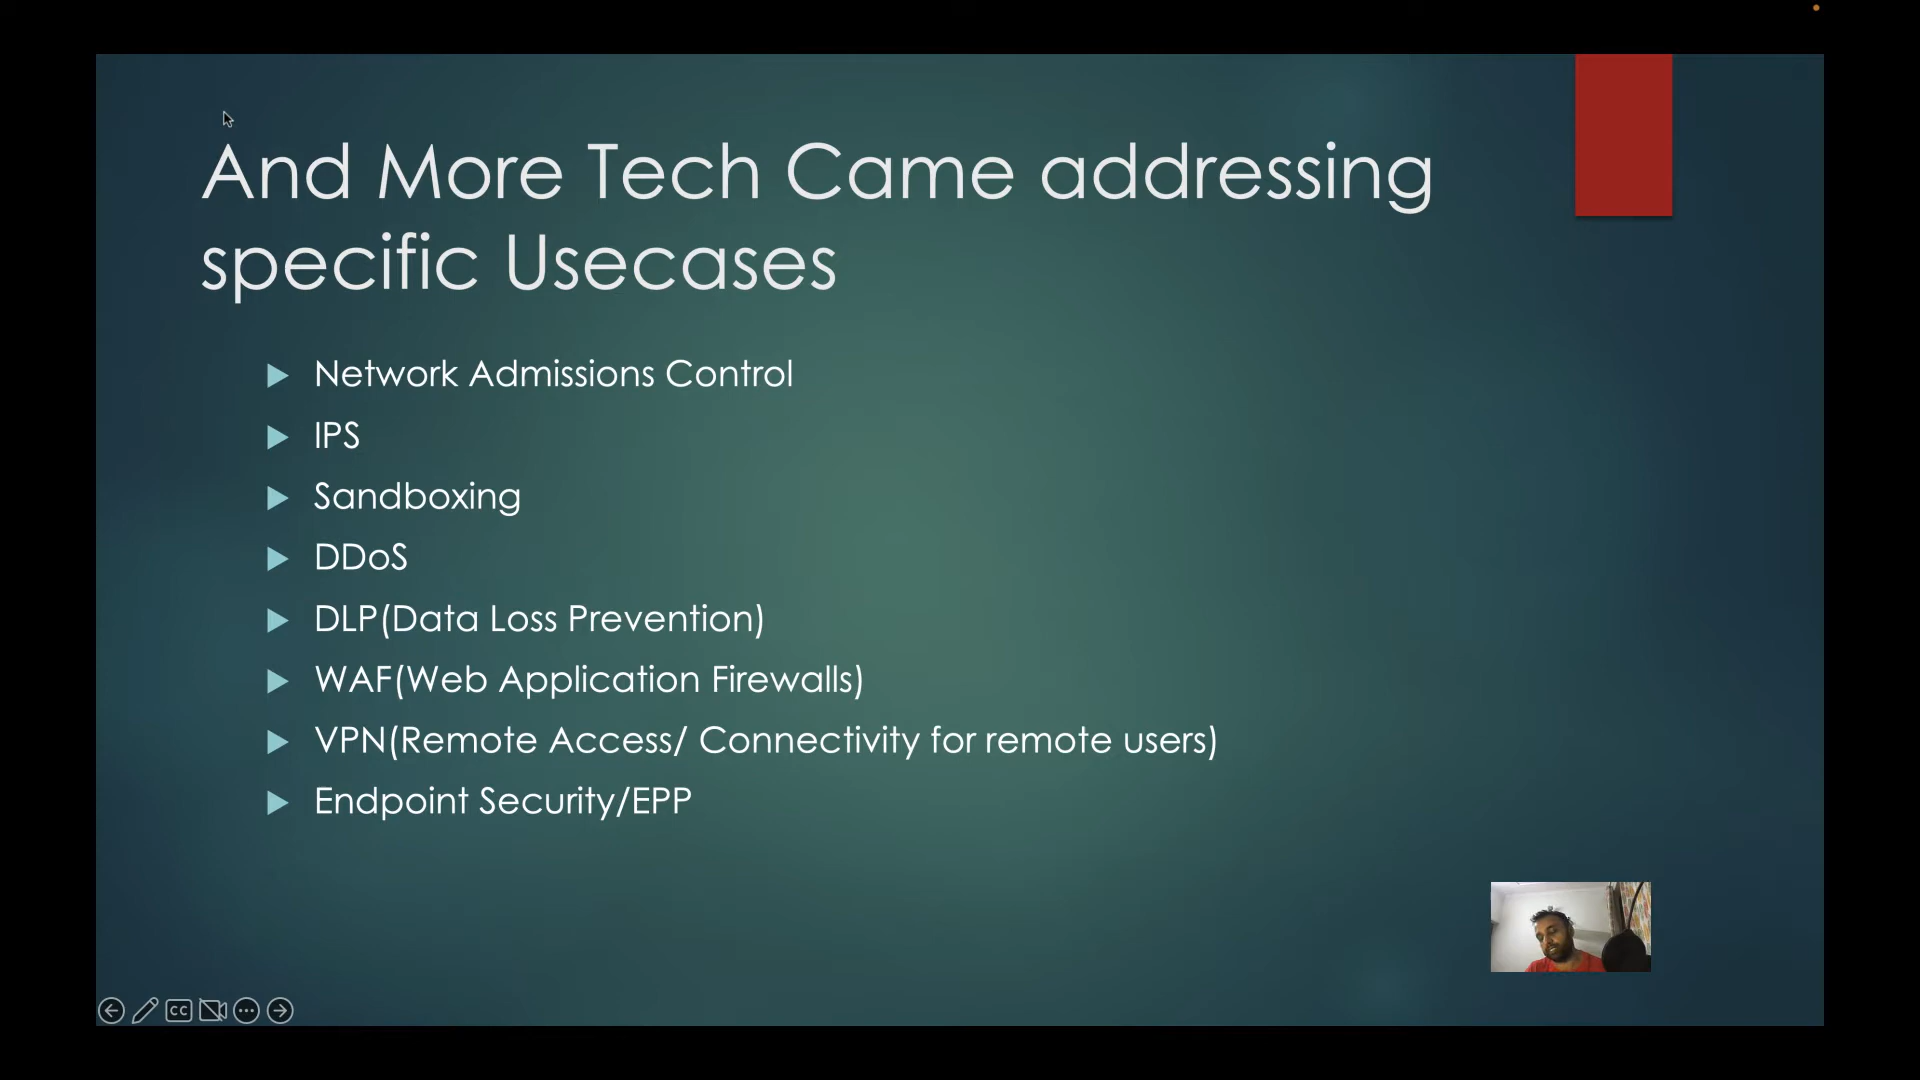 And More Tech Came addressing
specific Usecases
Network Admissions Control
IPS
Sandboxing
DDoS
DLP(Data Loss Prevention)
WAF(Web Application Firewalls)
VPN(Remote Access/ Connectivity for remote users)
Endpoint Security/EPP
CC